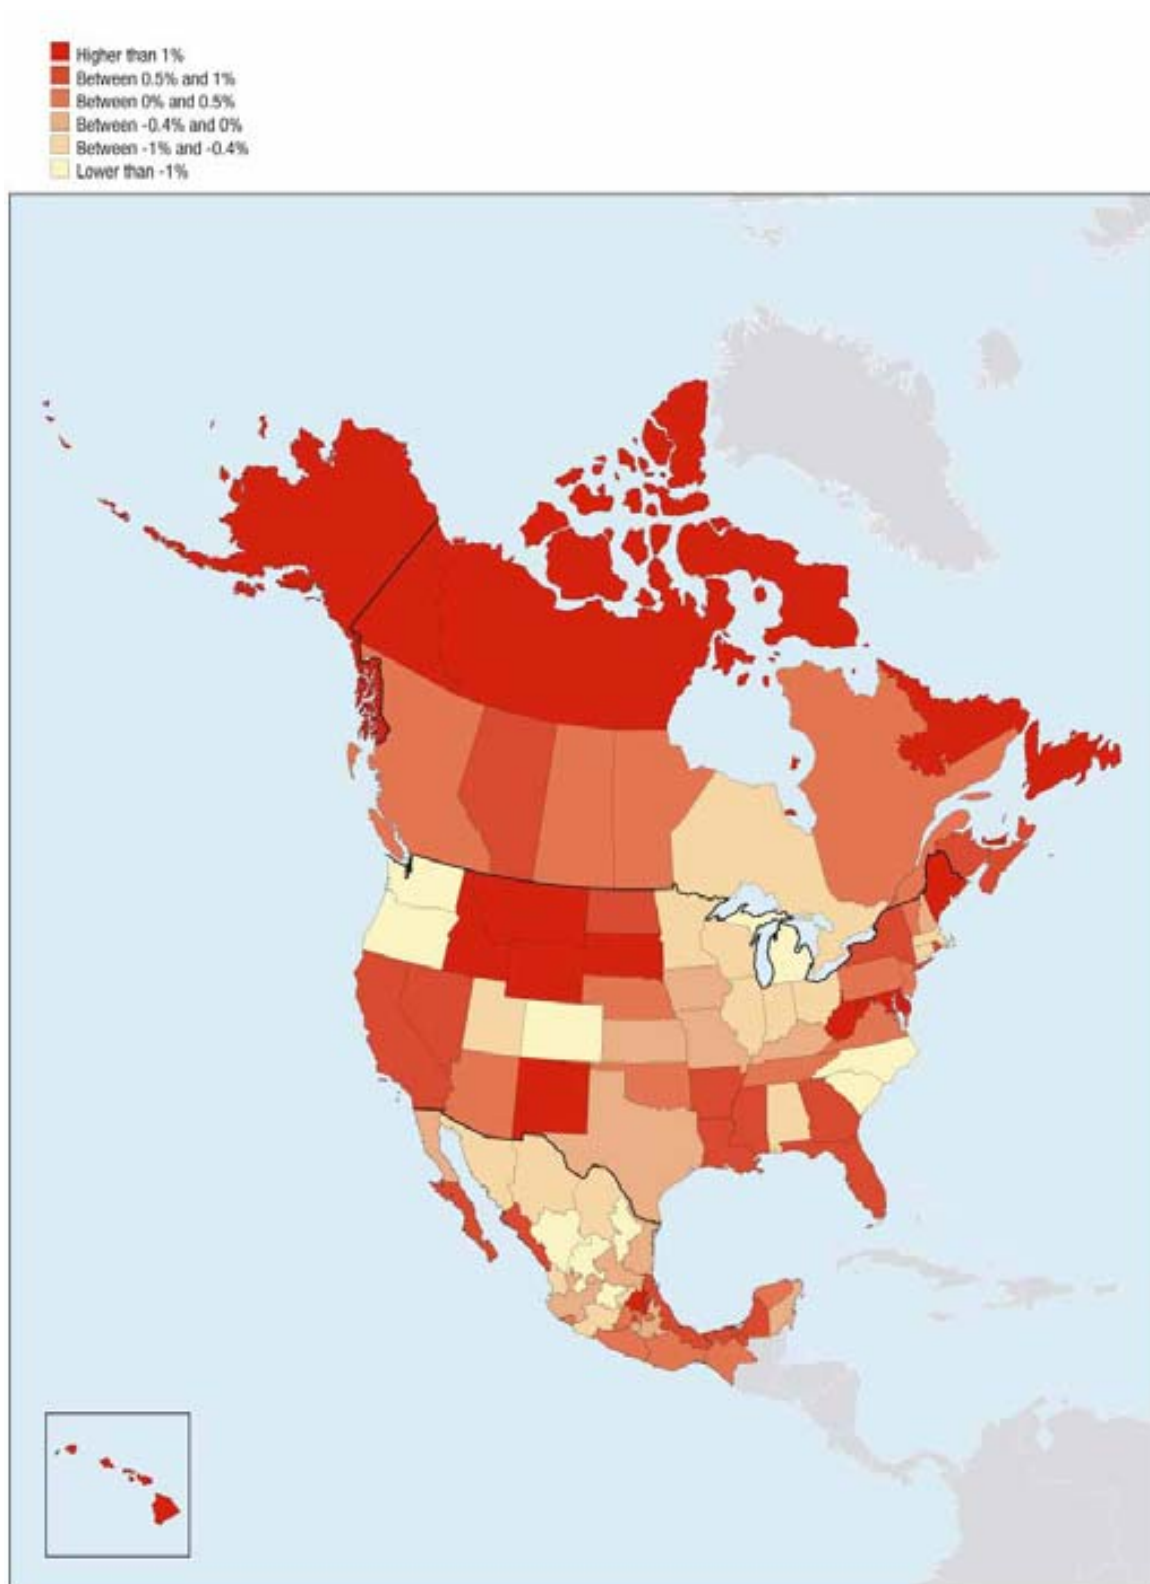 Higher than 1%
Between 0.5% and 1%
Between 0% and 0.5%
Between -0.4% and 0%
Between -1% and -0.4%
Lower than -1%